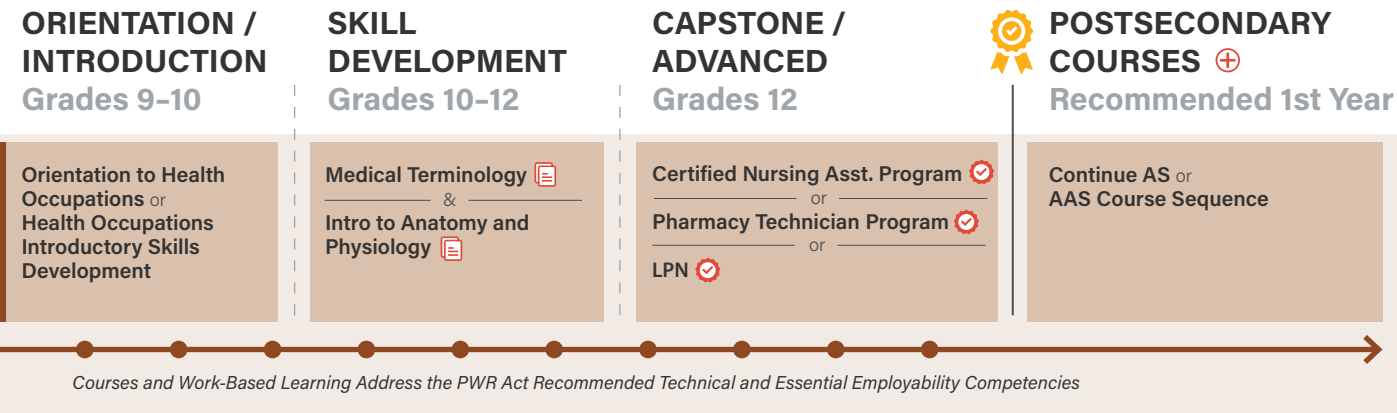 ORIENTATION /
INTRODUCTION
Grades 9–10
SKILL
DEVELOPMENT
Grades 10–12
CAPSTONE /
ADVANCED
Grades 12
POSTSECONDARY
COURSES
Recommended 1st Year
Orientation to Health
Occupations or
Health Occupations
Introductory Skills
Development
Medical Terminology
&
Intro to Anatomy and
Physiology
Certified Nursing Asst. Program
or
Pharmacy Technician Program
or
LPN
Continue AS or
AAS Course Sequence
Courses and Work-Based Learning Address the PWR Act Recommended Technical and Essential Employability Competencies